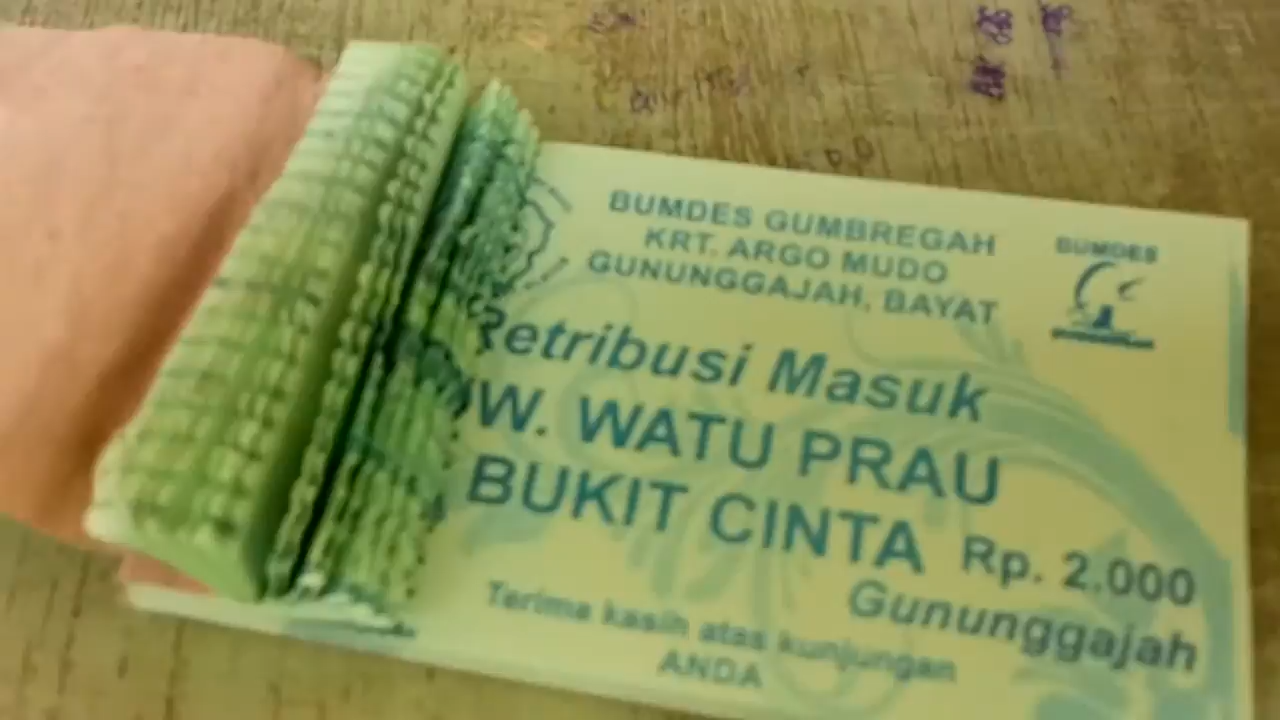 BUMDES GUMBREGAH
KRT. ARGO MUDO
GUNUNGGAJAH, BAYAT
BUMDES
Retribusi Masuk
W. WATU PRAU
BUKIT CINTA
Rp. 2.000
Gununggajah
Terima kasih atas kunjungan
ANDA